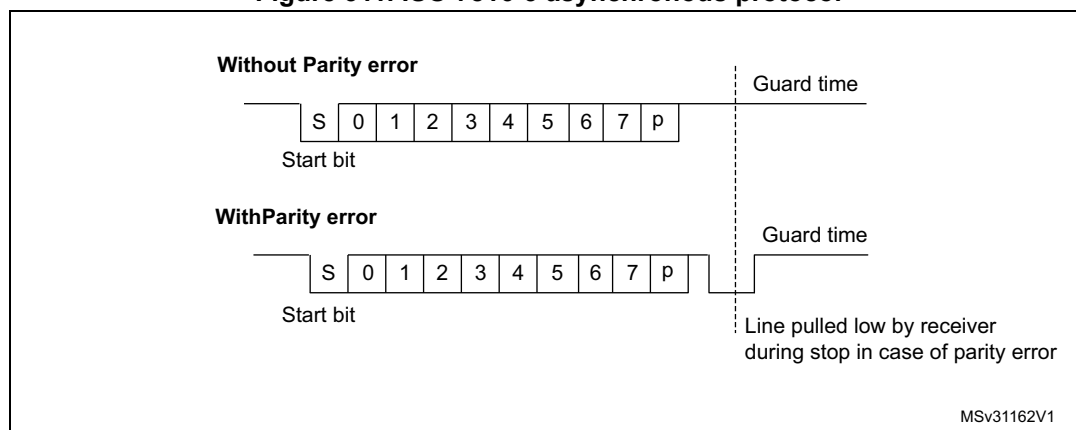 Without Parity error
Guard time
S 0 1 2 3 4 5 6 7 p
Start bit
WithParity error
Guard time
S 0 1 2 3 4 5 6 7 p
Start bit
Line pulled low by receiver
during stop in case of parity error
MSv31162V1